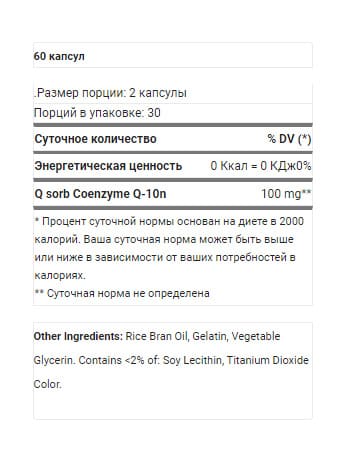 60 капсул
.Размер порции: 2 капсулы
Порций в упаковке: 30
Суточное количество % DV (*)
Энергетическая ценность 0 Ккал = 0 КДж0%
Q sorb Coenzyme Q-10n 100 mg**
* Процент суточной нормы основан на диете в 2000
калорий. Ваша суточная норма может быть выше
или ниже в зависимости от ваших потребностей в
калориях.
** Суточная норма не определена
Other Ingredients: Rice Bran Oil, Gelatin, Vegetable
Glycerin. Contains <2% of: Soy Lecithin, Titanium Dioxide
Color.